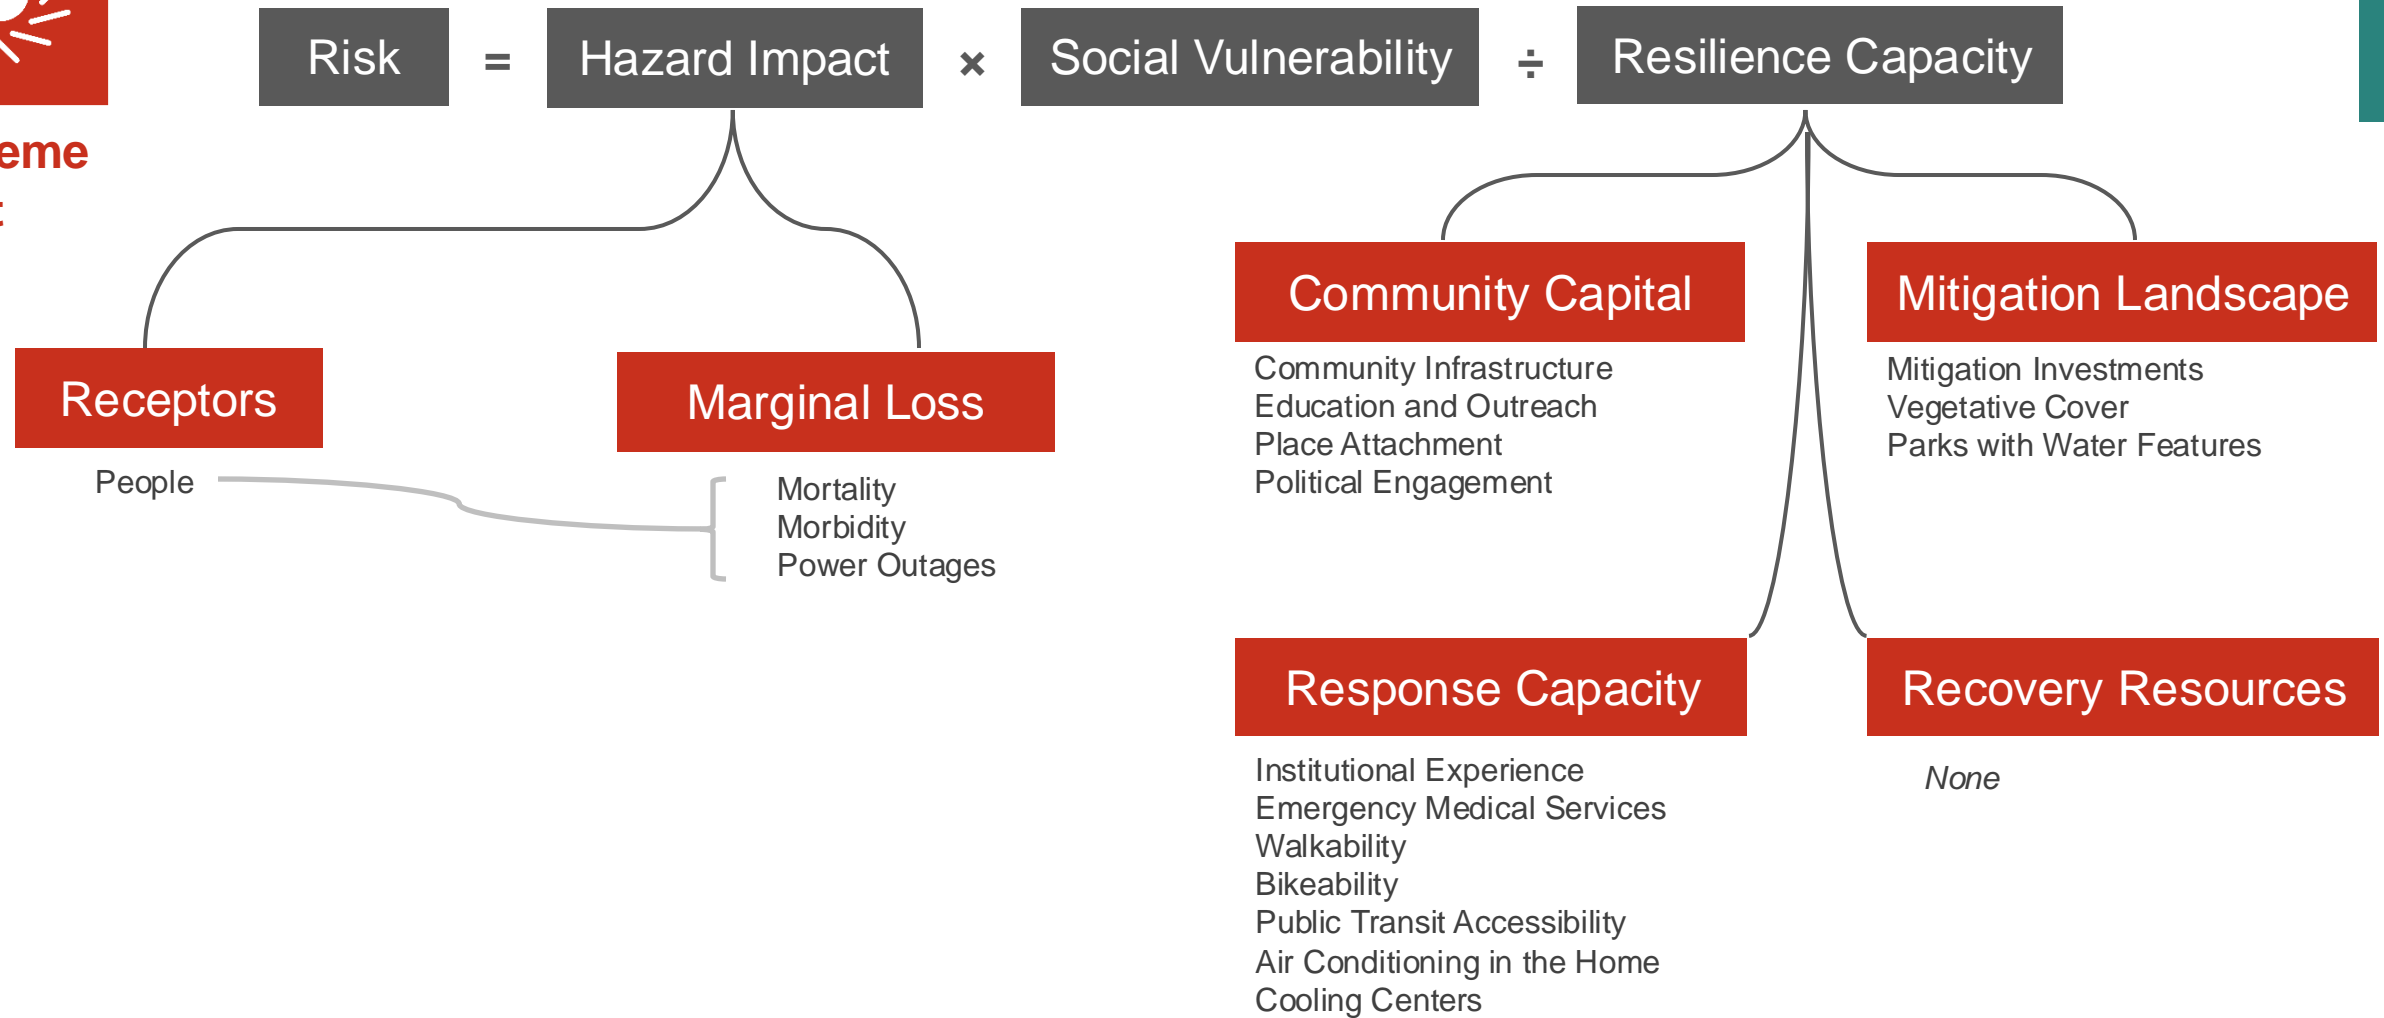 Risk = Hazard Impact × Social Vulnerability ÷ Resilience Capacity
eme
Receptors
People
Marginal Loss
Mortality
Morbidity
Power Outages
Community Capital
Community Infrastructure
Education and Outreach
Place Attachment
Political Engagement
Mitigation Landscape
Mitigation Investments
Vegetative Cover
Parks with Water Features
Response Capacity
Institutional Experience
Emergency Medical Services
Walkability
Bikeability
Public Transit Accessibility
Air Conditioning in the Home
Cooling Centers
Recovery Resources
None